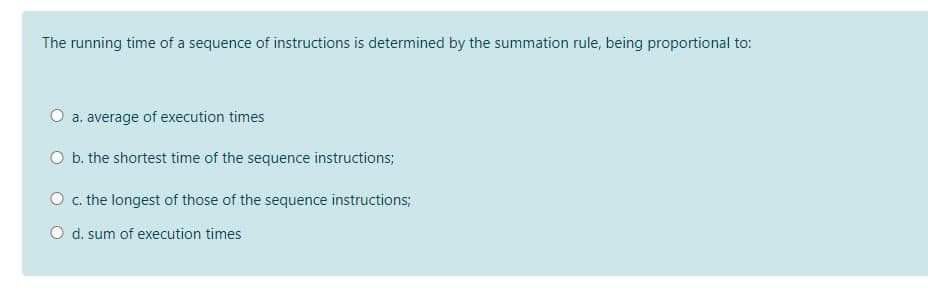 The running time of a sequence of instructions is determined by the summation rule, being proportional to:
a. average of execution times
b. the shortest time of the sequence instructions;
c. the longest of those of the sequence instructions;
d. sum of execution times